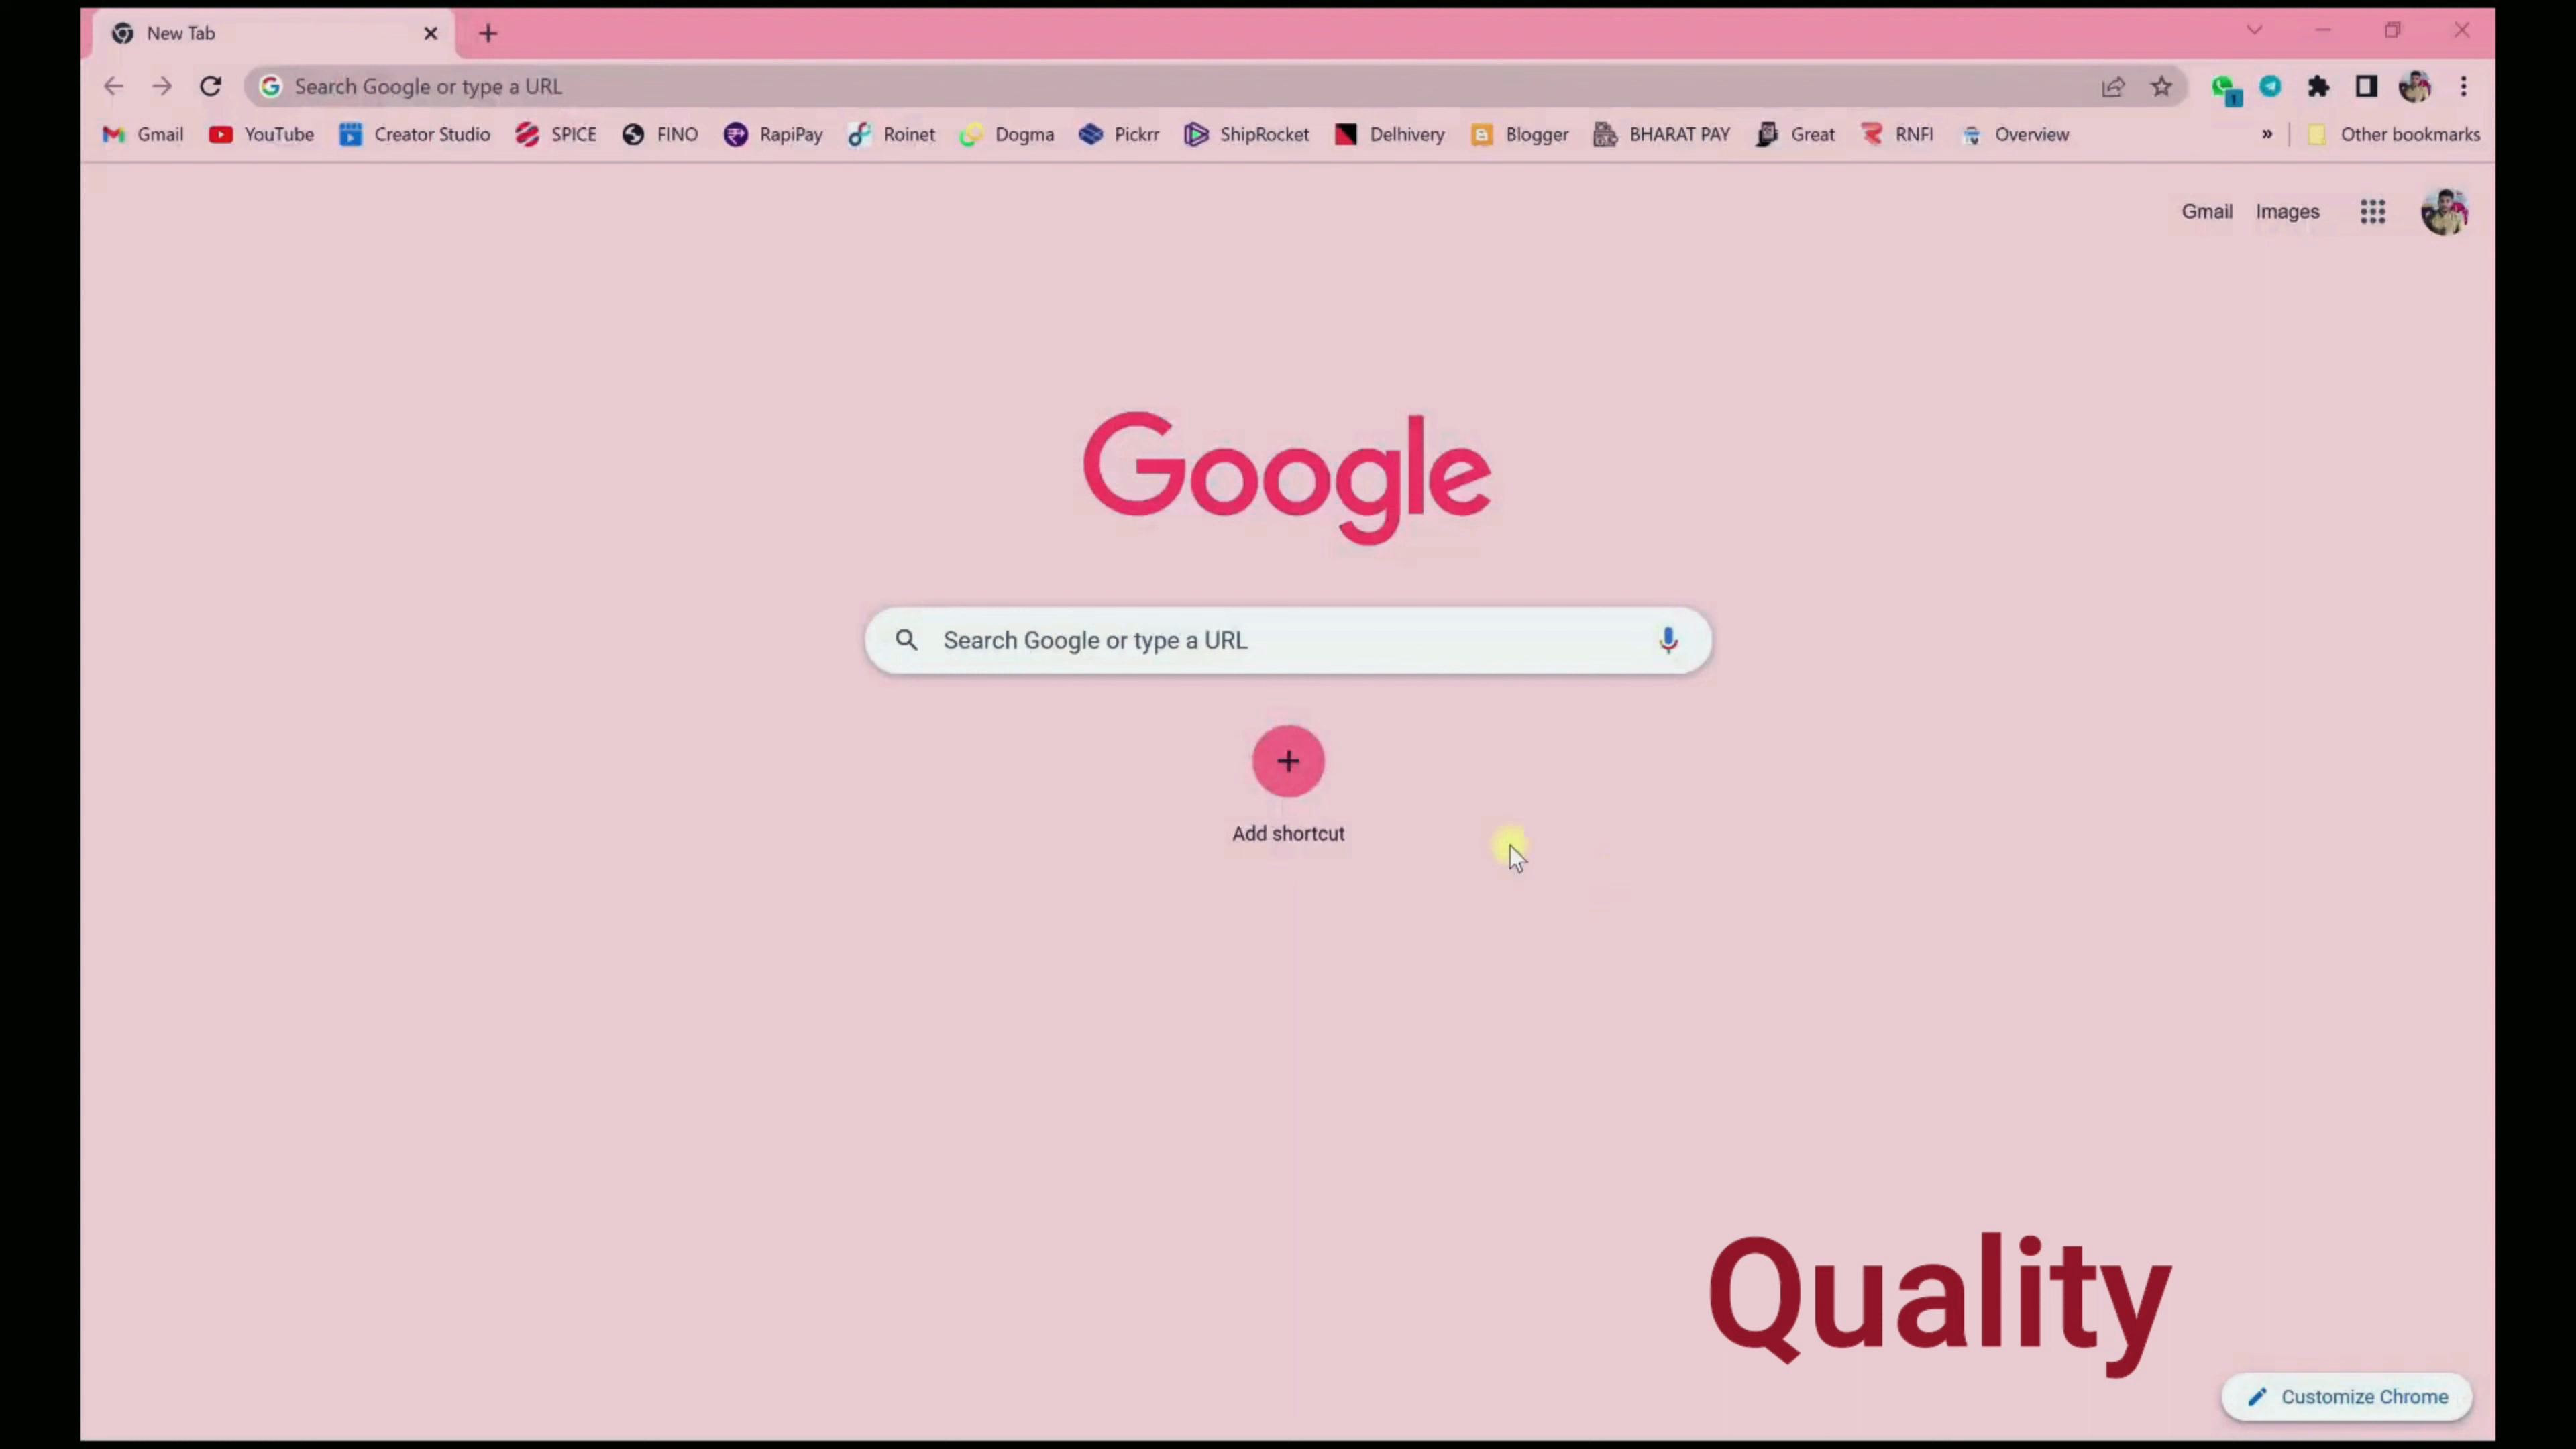 New Tab
Search Google or type a URL
1
Gmail YouTube Creator Studio SPICE FINO RapiPay Roinet Dogma Pickrr ShipRocket Delhivery Blogger BHARAT PAY Great RNFI Overview » Other bookmarks
Gmail Images
Google
Search Google or type a URL
Add shortcut
Quality
Customize Chrome